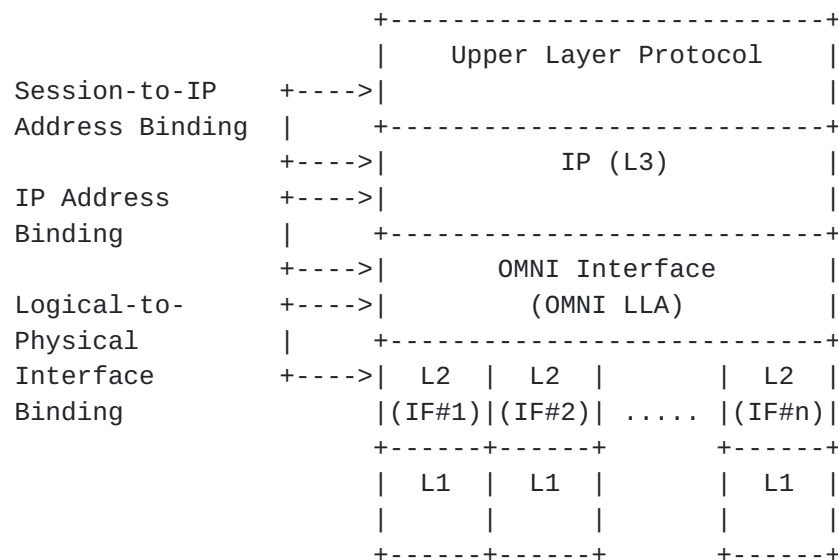 +----------------------------+
                             |    Upper Layer Protocol    |
      Session-to-IP    +---->|                            |
      Address Binding  |     +----------------------------+
                       +---->|           IP (L3)          |
      IP Address       +---->|                            |
      Binding          |     +----------------------------+
                       +---->|       OMNI Interface       |
      Logical-to-      +---->|         (OMNI LLA)         |
      Physical         |     +----------------------------+
      Interface        +---->|  L2  |  L2  |       |  L2  |
      Binding                |(IF#1)|(IF#2)| ..... |(IF#n)|
                             +------+------+       +------+
                             |  L1  |  L1  |       |  L1  |
                             |      |      |       |      |
                             +------+------+       +------+